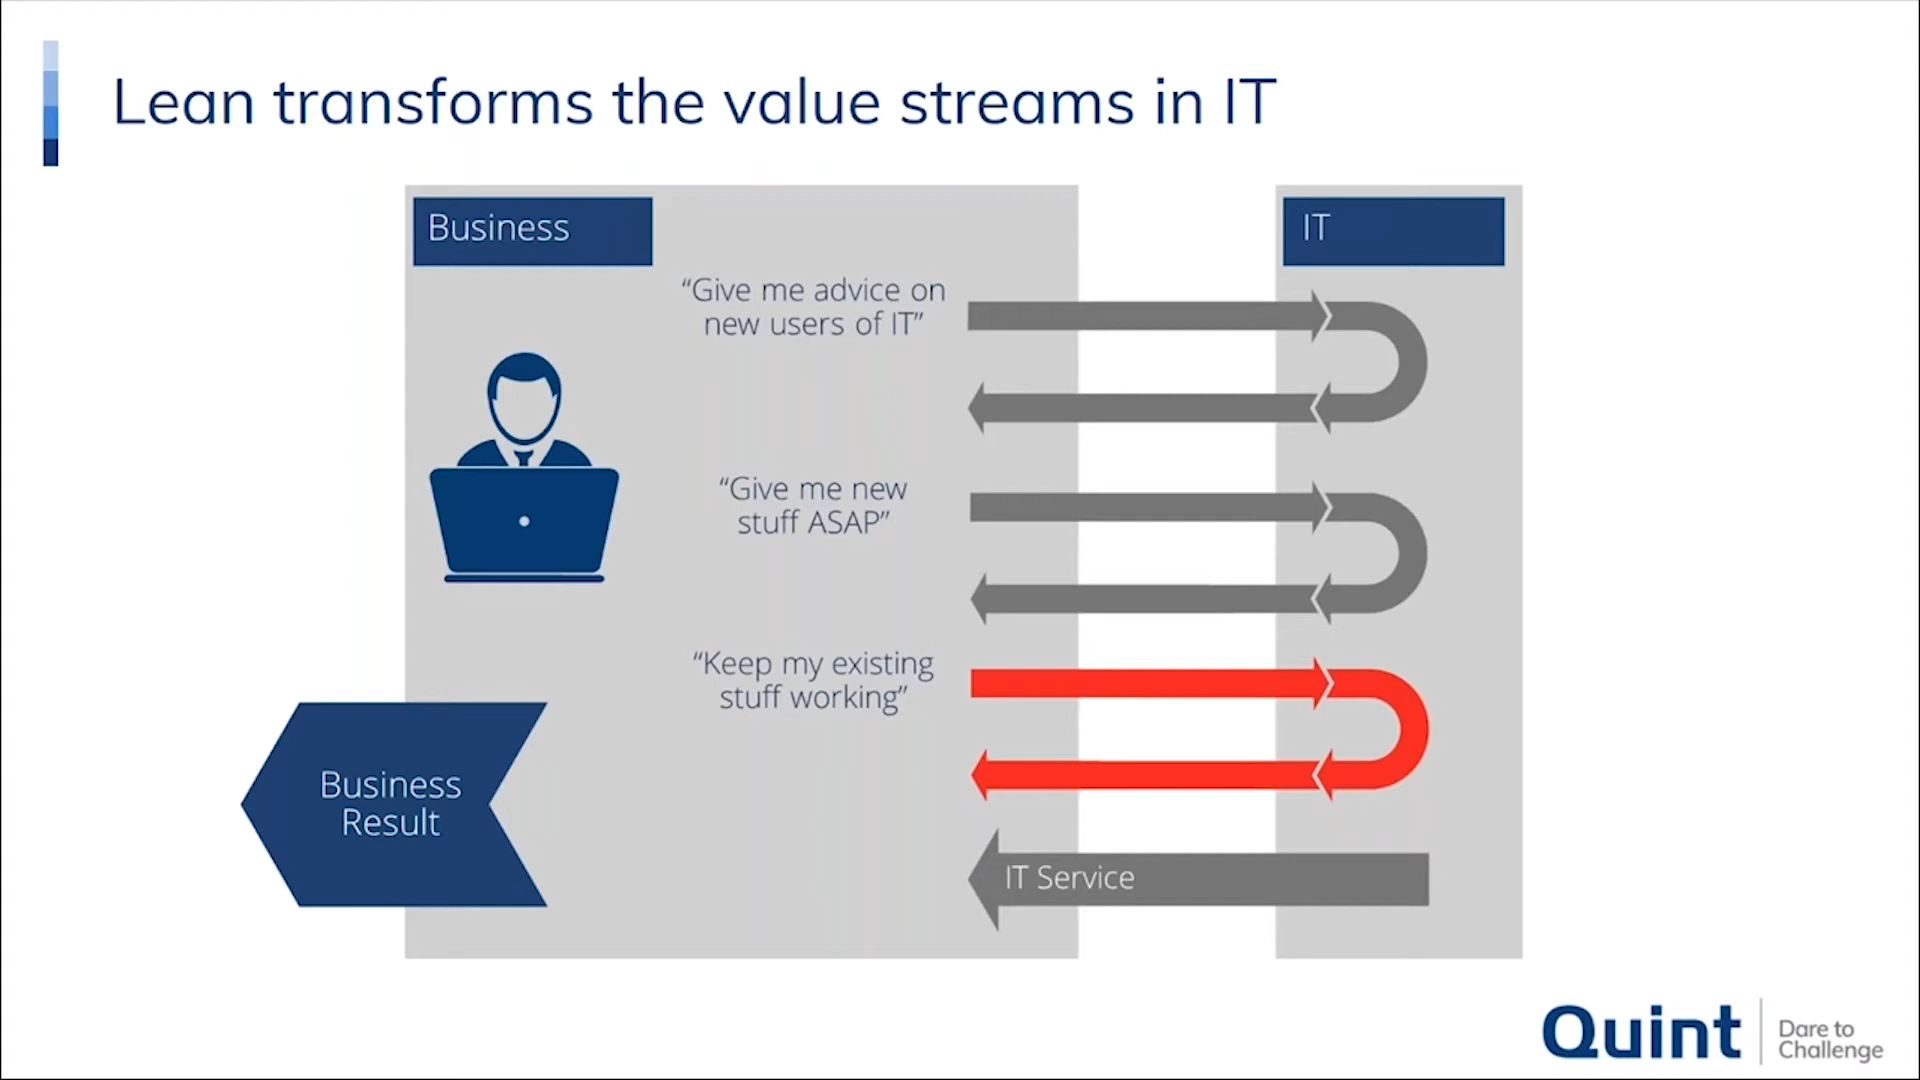 Lean transforms the value streams in IT
Business
IT
“Give me advice on
new users of IT”
“Give me new
stuff ASAP”
“Keep my existing
stuff working”
Business
Result
IT Service
Quint
Dare to
Challenge